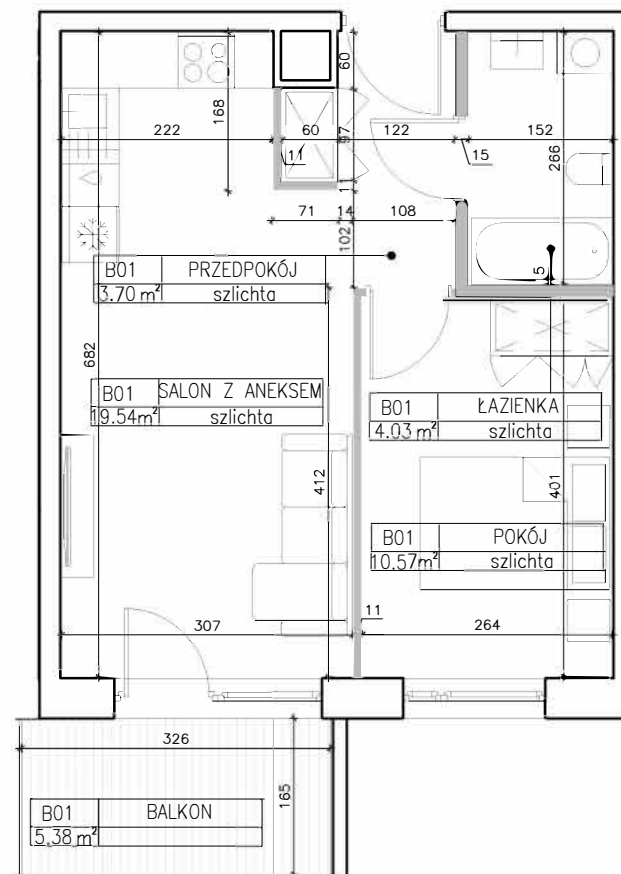 60
168
222
60
97
122
152
11
15
266
11
71
14
108
102
5
B01 PRZEDPOKÓJ
3.70 m² szlichta
682
B01 SALON Z ANEKSEM
19.54m² szlichta
B01 ŁAZIENKA
4.03 m² szlichta
412
401
B01 POKÓJ
10.57m² szlichta
11
307
264
326
165
B01 BALKON
5.38 m²